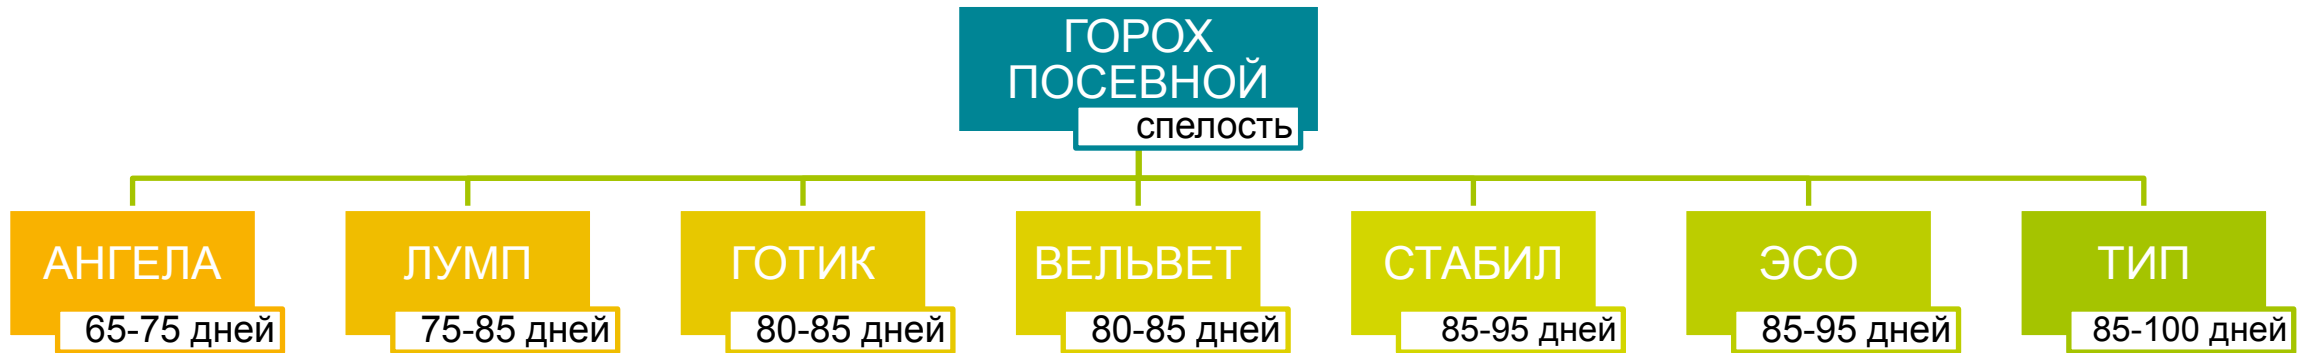 ГОРОХ
ПОСЕВНОЙ
спелость
АНГЕЛА
65-75 дней
ЛУМП
75-85 дней
ГОТИК
80-85 дней
ВЕЛЬВЕТ
80-85 дней
СТАБИЛ
85-95 дней
ЭСО
85-95 дней
ТИП
85-100 дней